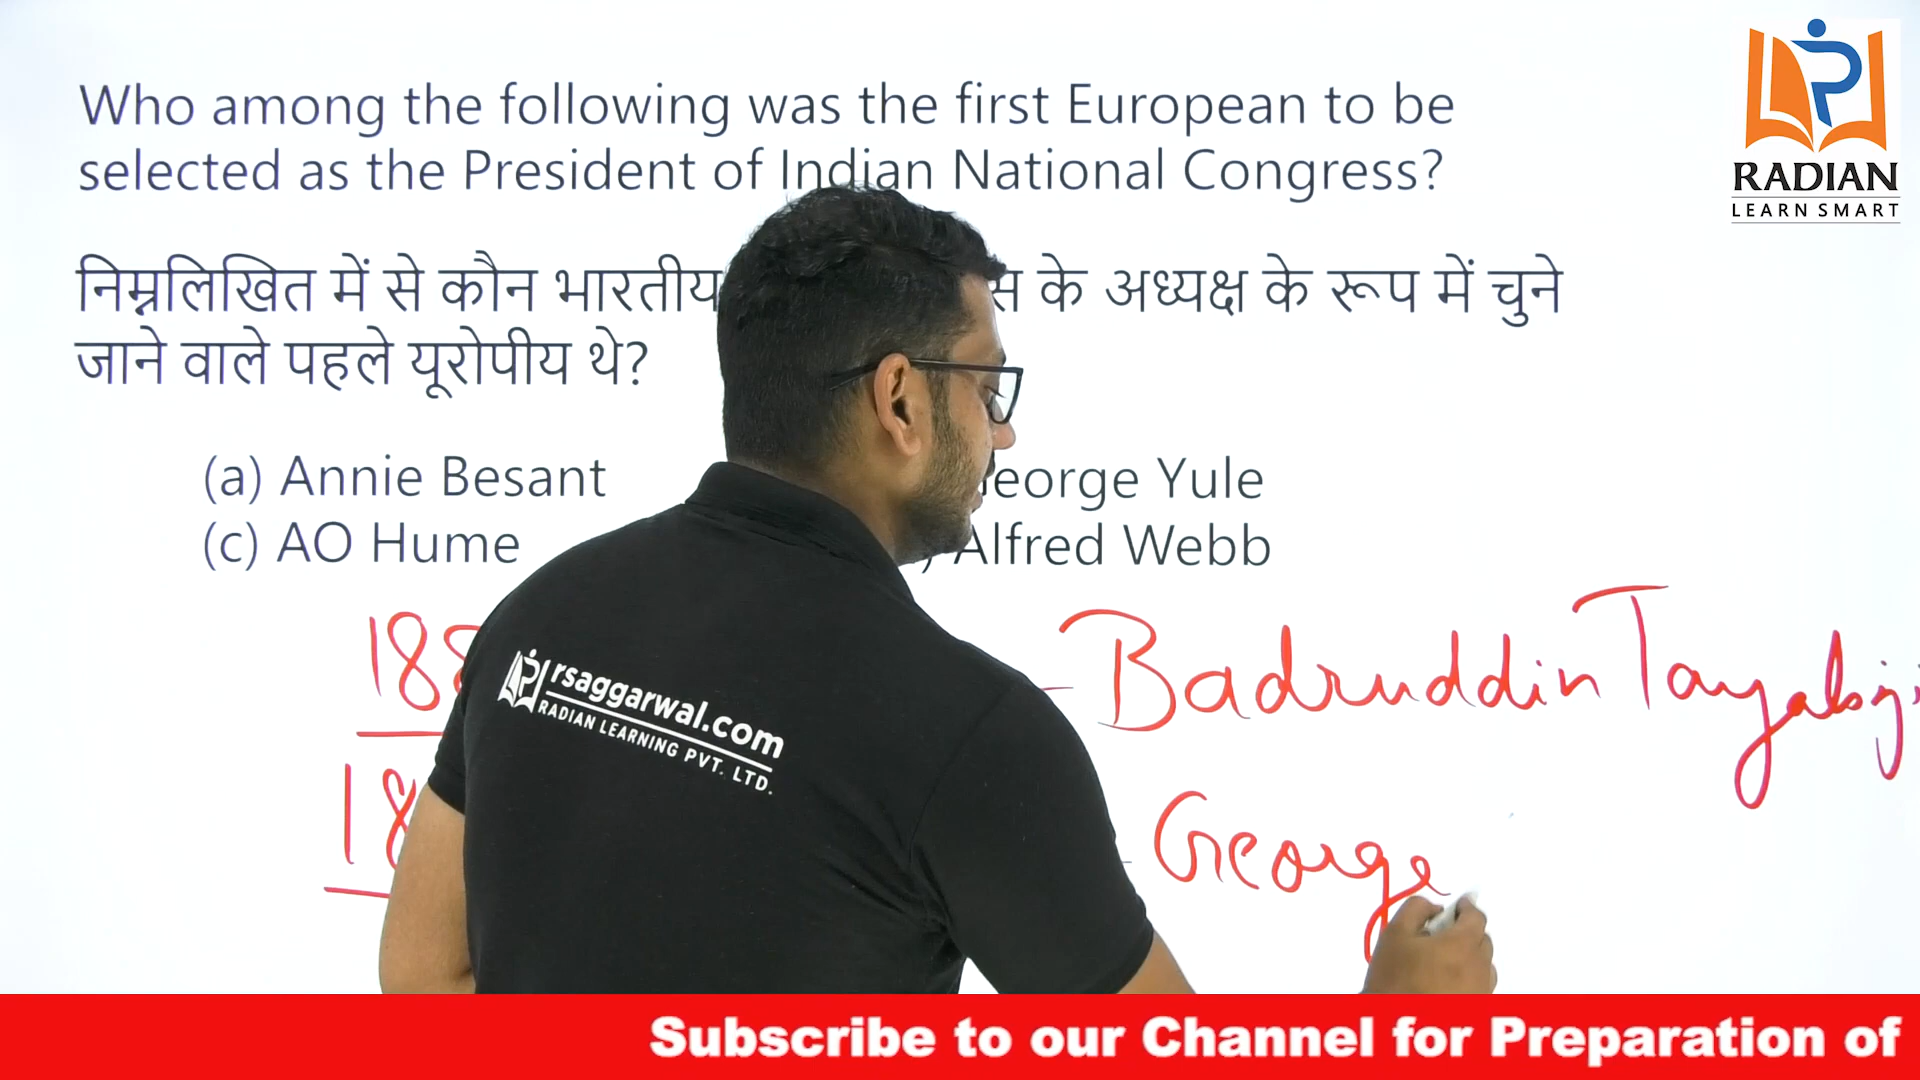 Who among the following was the first European to be
selected as the President of Indian National Congress?
RADIAN
LEARN SMART
निम्नलिखित में से कौन भारतीय के अध्यक्ष के रूप में चुने
जाने वाले पहले यूरोपीय थे?
(a) Annie Besant George Yule
(c) AO Hume Alfred Webb
Badruddin Tayabji
rsaggarwal.com
RADIAN LEARNING PVT. LTD.
George
Subscribe to our Channel for Preparation of